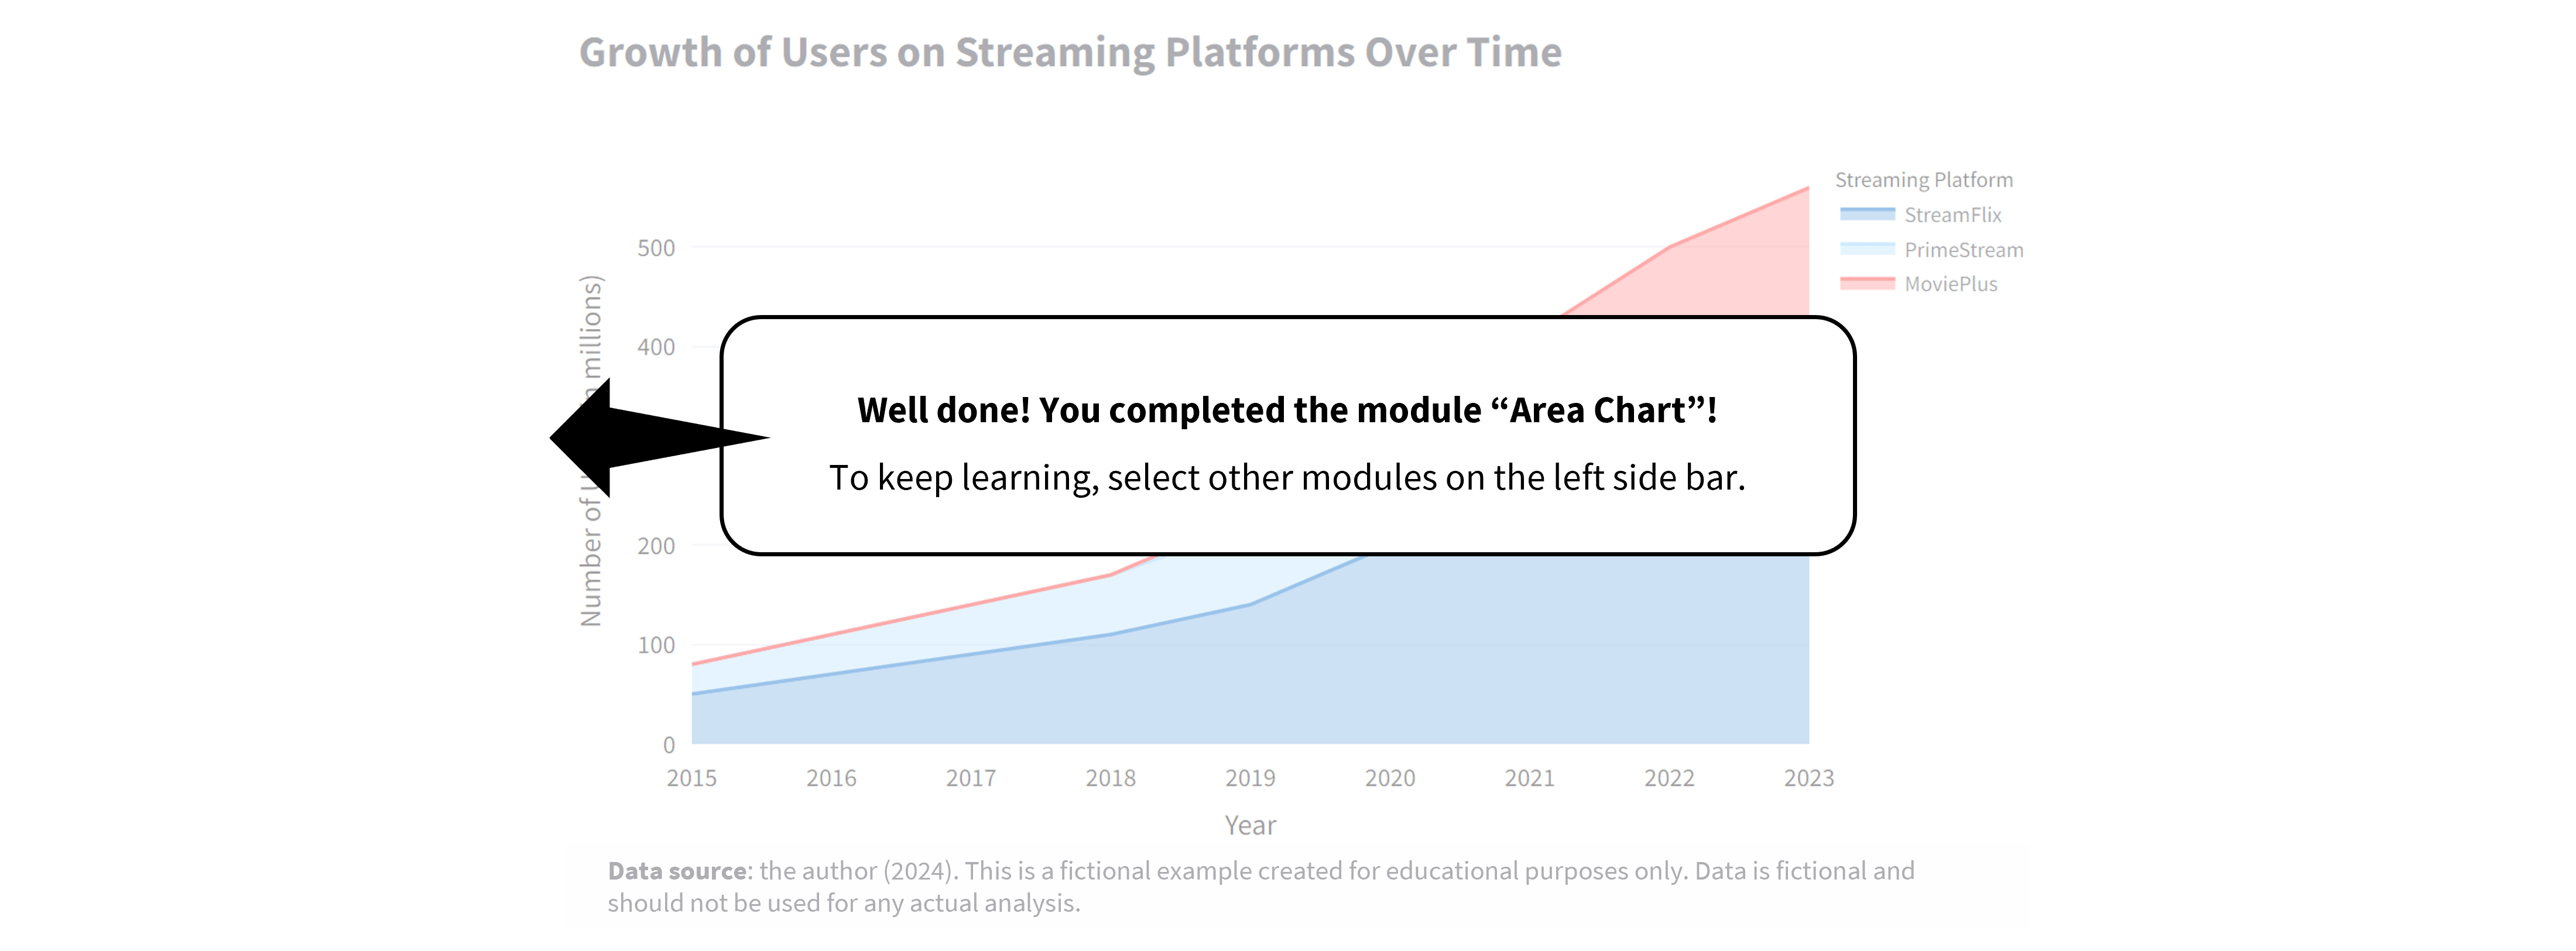 Growth of Users on Streaming Platforms Over Time
Streaming Platform
StreamFlix
PrimeStream
MoviePlus
500
400
200
100
0
Number of
millions)
Well done! You completed the module “Area Chart”!
To keep learning, select other modules on the left side bar.
2015 2016 2017 2018 2019 2020 2021 2022 2023
Year
Data source: the author (2024). This is a fictional example created for educational purposes only. Data is fictional and
should not be used for any actual analysis.